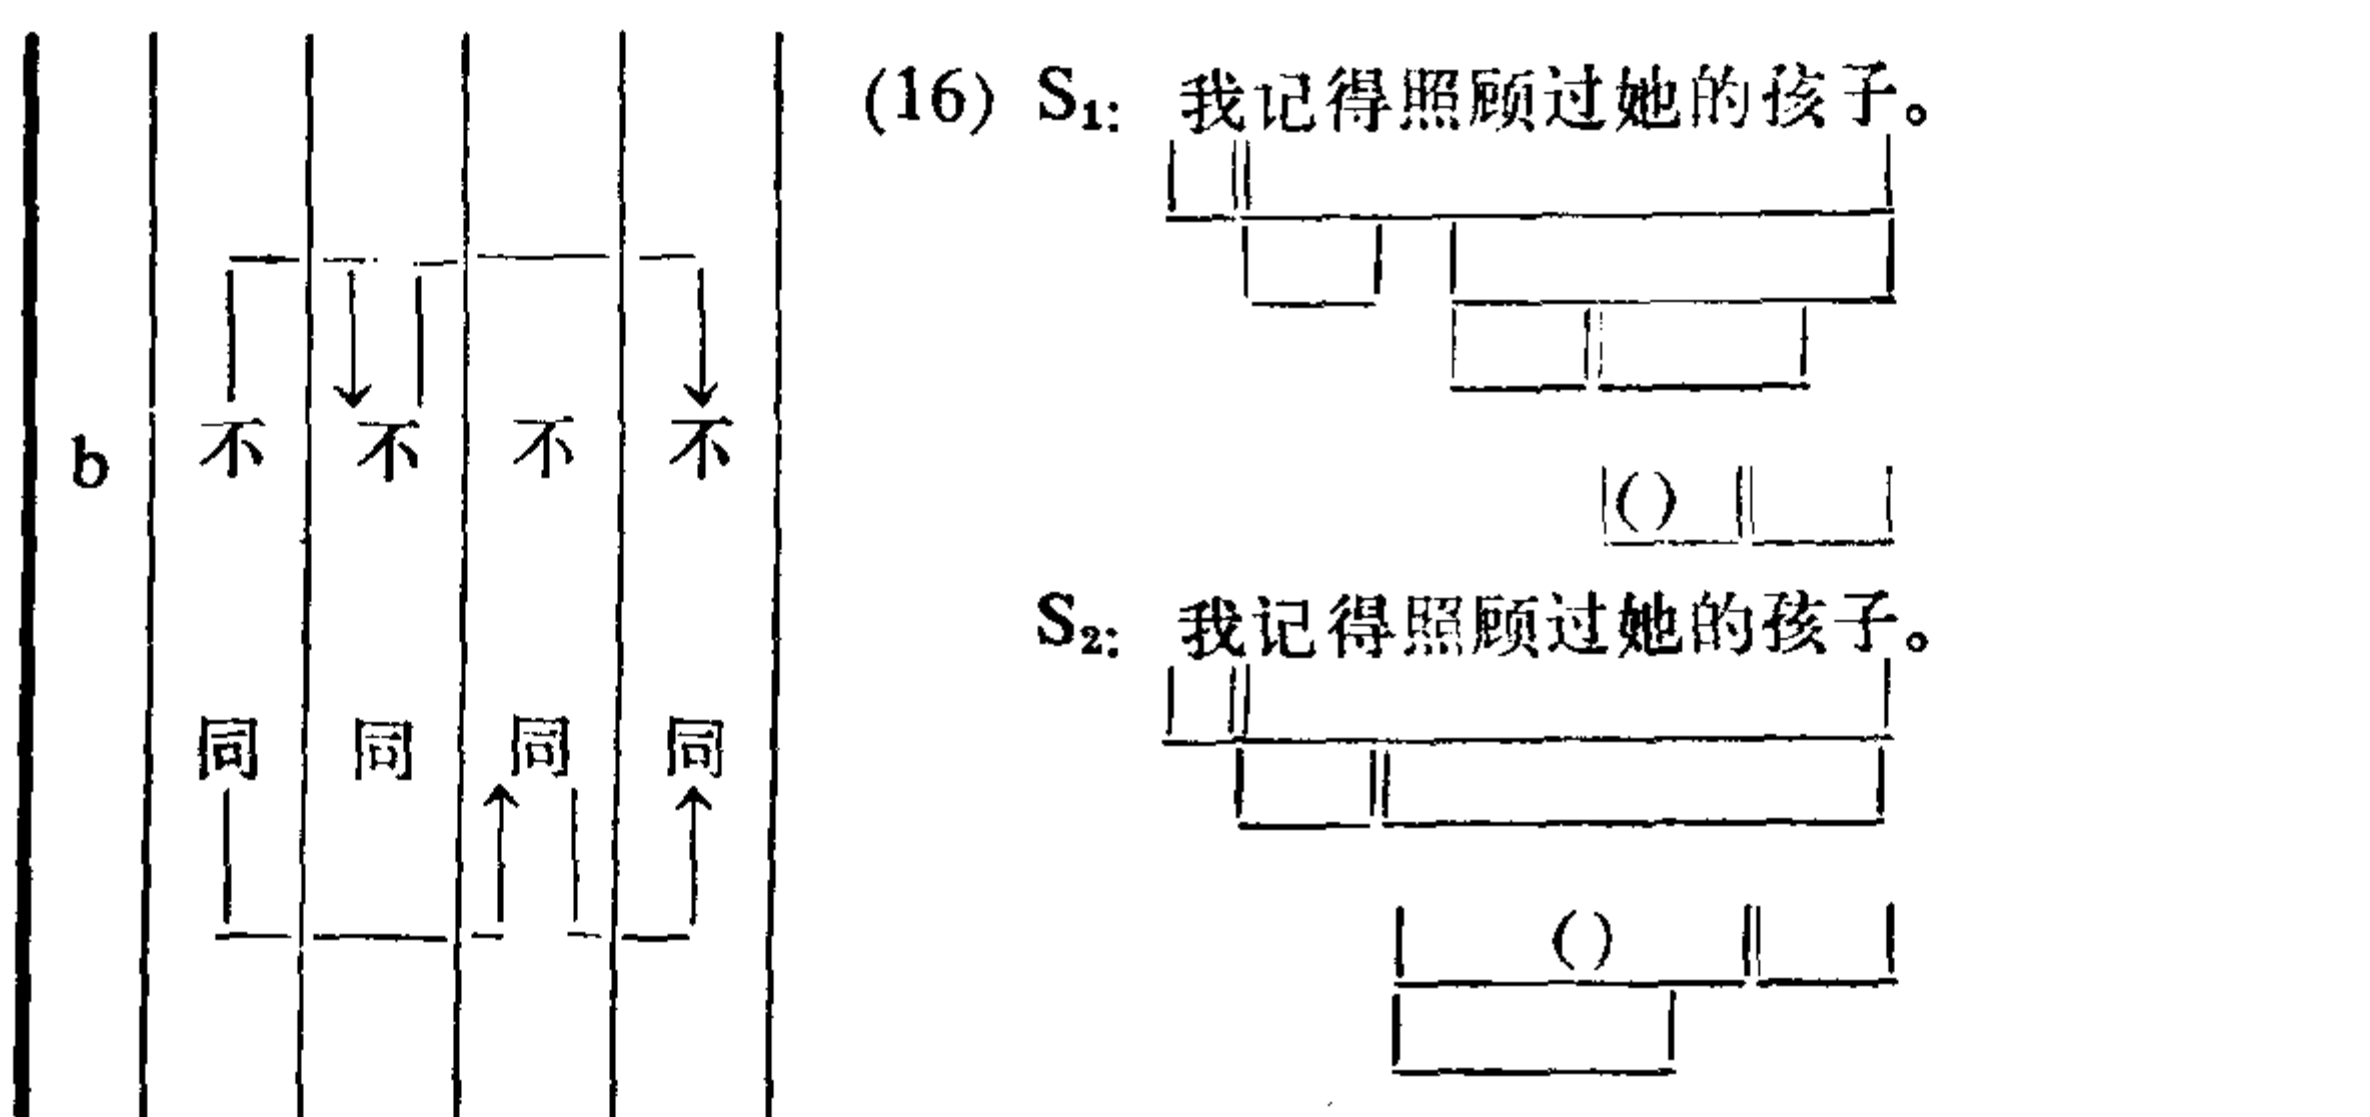 b
不 不 不 不
同 同 同 同
(16) S₁: 我记得照顾过她的孩子。
()
S₂: 我记得照顾过她的孩子。
()